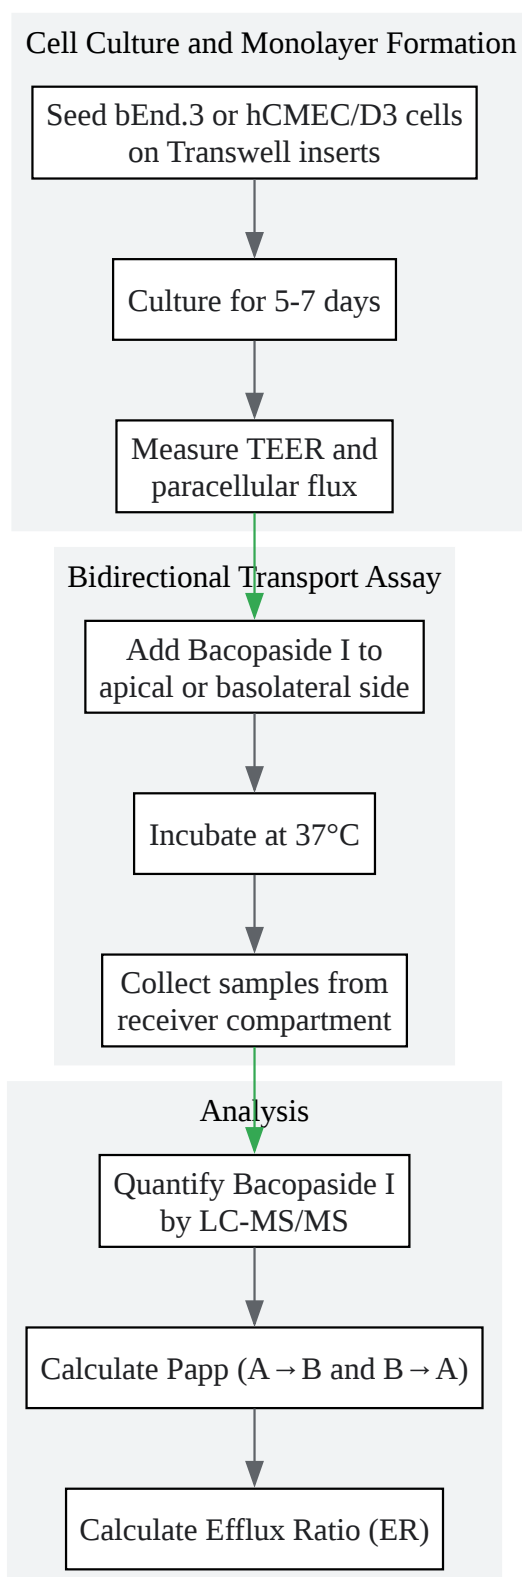 Cell Culture and Monolayer Formation
Seed bEnd.3 or hCMEC/D3 cells
on Transwell inserts
Culture for 5-7 days
Measure TEER and
paracellular flux
Bidirectional Transport Assay
Add Bacopaside I to
apical or basolateral side
Incubate at 37°C
Collect samples from
receiver compartment
Analysis
Quantify Bacopaside I
by LC-MS/MS
Calculate Papp (A→B and B→A)
Calculate Efflux Ratio (ER)